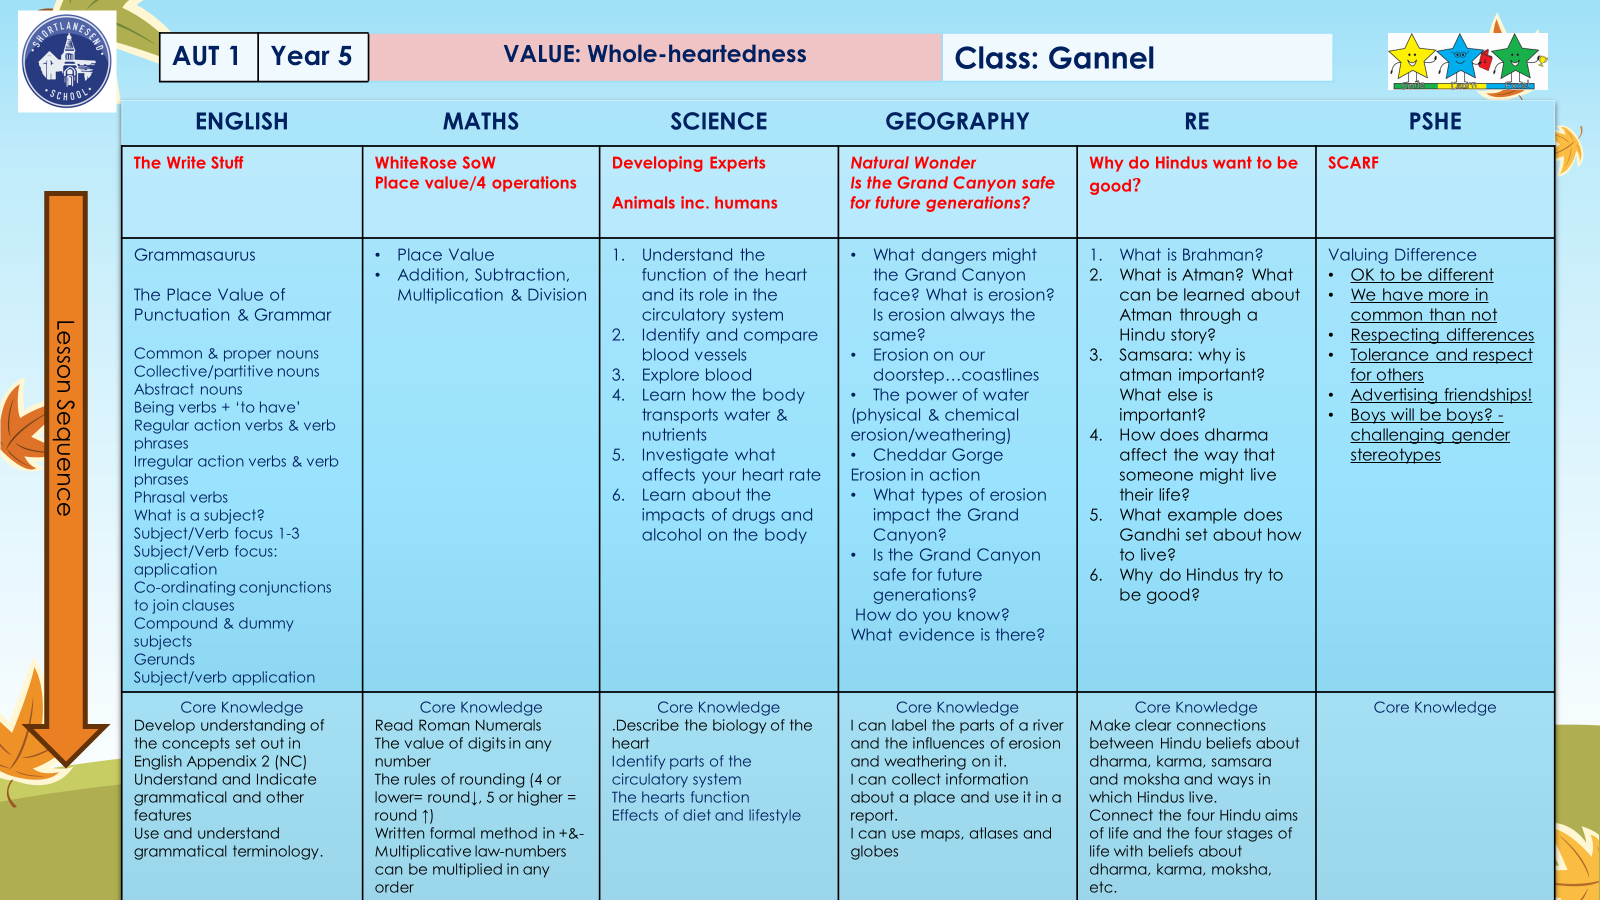 SHORTLANESEND
SCHOOL
AUT 1
Year 5
VALUE: Whole-heartedness
Class: Gannel
Lesson Sequence
ENGLISH
MATHS
SCIENCE
GEOGRAPHY
RE
PSHE
The Write Stuff
WhiteRose SoW
Place value/4 operations
Developing Experts
Animals inc. humans
Natural Wonder
Is the Grand Canyon safe
for future generations?
Why do Hindus want to be
good?
SCARF
Grammasaurus
The Place Value of
Punctuation & Grammar
Common & proper nouns
Collective/partitive nouns
Abstract nouns
Being verbs + ‘to have’
Regular action verbs & verb
phrases
Irregular action verbs & verb
phrases
Phrasal verbs
What is a subject?
Subject/Verb focus 1-3
Subject/Verb focus:
application
Co-ordinating conjunctions
to join clauses
Compound & dummy
subjects
Gerunds
Subject/verb application
• Place Value
• Addition, Subtraction,
Multiplication & Division
1. Understand the
function of the heart
and its role in the
circulatory system
2. Identify and compare
blood vessels
3. Explore blood
4. Learn how the body
transports water &
nutrients
5. Investigate what
affects your heart rate
6. Learn about the
impacts of drugs and
alcohol on the body
• What dangers might
the Grand Canyon
face? What is erosion?
Is erosion always the
same?
• Erosion on our
doorstep…coastlines
• The power of water
(physical & chemical
erosion/weathering)
• Cheddar Gorge
Erosion in action
• What types of erosion
impact the Grand
Canyon?
• Is the Grand Canyon
safe for future
generations?
How do you know?
What evidence is there?
1. What is Brahman?
2. What is Atman? What
can be learned about
Atman through a
Hindu story?
3. Samsara: why is
atman important?
What else is
important?
4. How does dharma
affect the way that
someone might live
their life?
5. What example does
Gandhi set about how
to live?
6. Why do Hindus try to
be good?
Valuing Difference
• OK to be different
• We have more in
common than not
• Respecting differences
• Tolerance and respect
for others
• Advertising friendships!
• Boys will be boys? -
challenging gender
stereotypes
Core Knowledge
Develop understanding of
the concepts set out in
English Appendix 2 (NC)
Understand and Indicate
grammatical and other
features
Use and understand
grammatical terminology.
Core Knowledge
Read Roman Numerals
The value of digits in any
number
The rules of rounding (4 or
lower= round↓, 5 or higher =
round ↑)
Written formal method in +&-
Multiplicative law-numbers
can be multiplied in any
order
Core Knowledge
.Describe the biology of the
heart
Identify parts of the
circulatory system
The hearts function
Effects of diet and lifestyle
Core Knowledge
I can label the parts of a river
and the influences of erosion
and weathering on it.
I can collect information
about a place and use it in a
report.
I can use maps, atlases and
globes
Core Knowledge
Make clear connections
between Hindu beliefs about
dharma, karma, samsara
and moksha and ways in
which Hindus live.
Connect the four Hindu aims
of life and the four stages of
life with beliefs about
dharma, karma, moksha,
etc.
Core Knowledge